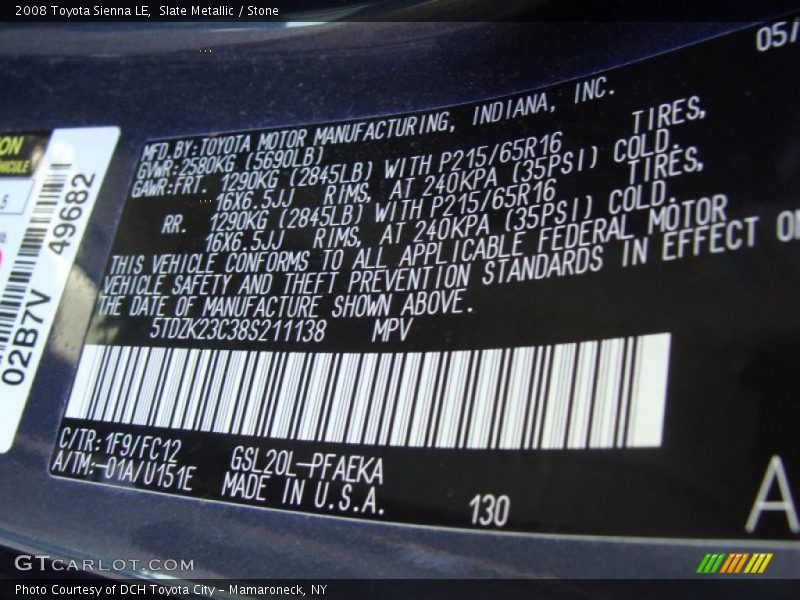 2008 Toyota Sienna LE, Slate Metallic / Stone
05/
MFD.BY:TOYOTA MOTOR MANUFACTURING, INDIANA, INC.
GVWR:2580KG (5690LB)
GAWR:FRT. 1290KG (2845LB) WITH P215/65R16 TIRES,
16X6.5JJ RIMS, AT 240KPA (35PSI) COLD.
RR. 1290KG (2845LB) WITH P215/65R16 TIRES,
16X6.5JJ RIMS, AT 240KPA (35PSI) COLD.
THIS VEHICLE CONFORMS TO ALL APPLICABLE FEDERAL MOTOR
VEHICLE SAFETY AND THEFT PREVENTION STANDARDS IN EFFECT ON
THE DATE OF MANUFACTURE SHOWN ABOVE.
5TDZK23C38S211138 MPV
C/TR:1F9/FC12
A/TM:-01A/U151E
GSL20L-PFAEKA
MADE IN U.S.A.
130
A
ON
VEHICLE
02B7V 49682
GTCARLOT.COM
Photo Courtesy of DCH Toyota City - Mamaroneck, NY